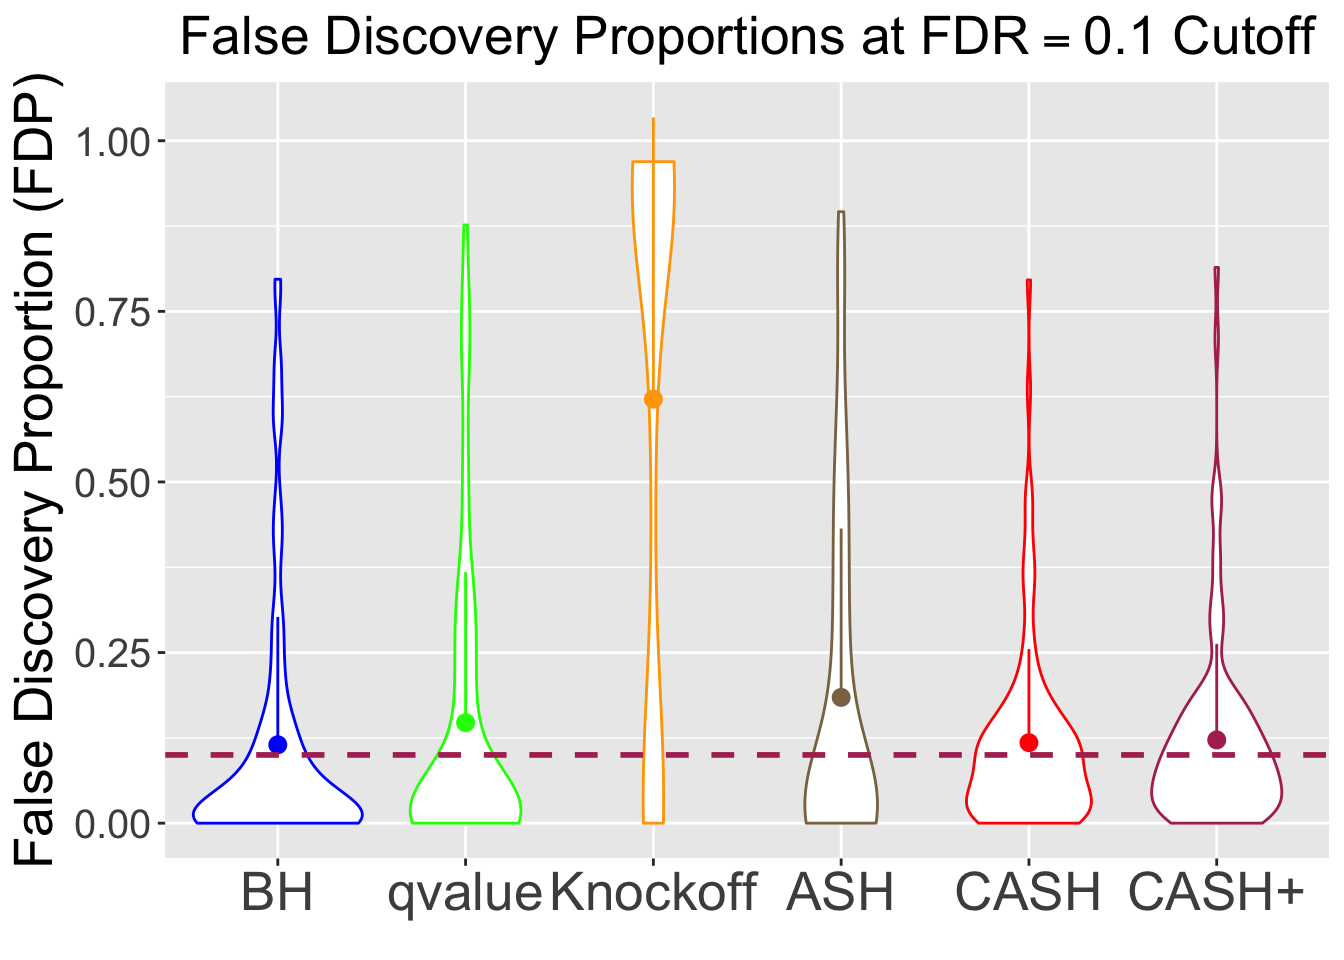 False Discovery Proportions at FDR = 0.1 Cutoff
False Discovery Proportion (FDP)
1.00
0.75
0.50
0.25
0.00
BH qvalue Knockoff ASH CASH CASH+